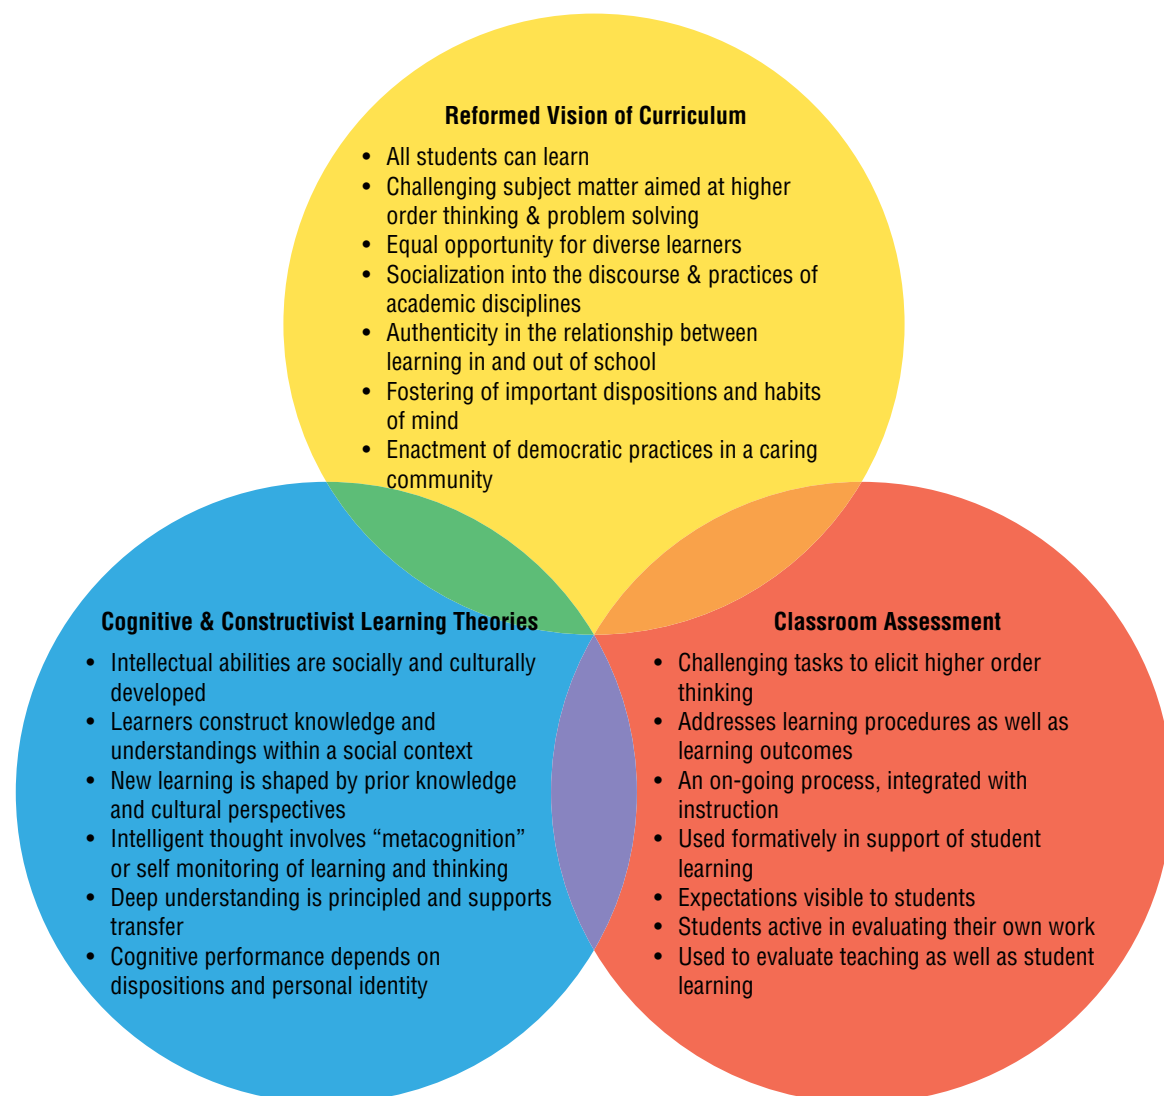 Reformed Vision of Curriculum
• All students can learn
• Challenging subject matter aimed at higher
order thinking & problem solving
• Equal opportunity for diverse learners
• Socialization into the discourse & practices of
academic disciplines
• Authenticity in the relationship between
learning in and out of school
• Fostering of important dispositions and habits
of mind
• Enactment of democratic practices in a caring
community
Cognitive & Constructivist Learning Theories
• Intellectual abilities are socially and culturally
developed
• Learners construct knowledge and
understandings within a social context
• New learning is shaped by prior knowledge
and cultural perspectives
• Intelligent thought involves “metacognition”
or self monitoring of learning and thinking
• Deep understanding is principled and supports
transfer
• Cognitive performance depends on
dispositions and personal identity
Classroom Assessment
• Challenging tasks to elicit higher order
thinking
• Addresses learning procedures as well as
learning outcomes
• An on-going process, integrated with
instruction
• Used formatively in support of student
learning
• Expectations visible to students
• Students active in evaluating their own work
• Used to evaluate teaching as well as student
learning